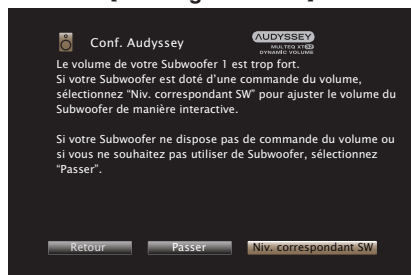 Conf. Audyssey
AUDYSSEY
MULTEQ XT32
DYNAMIC VOLUME
Le volume de votre Subwoofer 1 est trop fort.
Si votre Subwoofer est doté d'une commande du volume,
sélectionnez "Niv. correspondant SW" pour ajuster le volume du
Subwoofer de manière interactive.
Si votre Subwoofer ne dispose pas de commande du volume ou
si vous ne souhaitez pas utiliser de Subwoofer, sélectionnez
"Passer".
Retour Passer Niv. correspondant SW